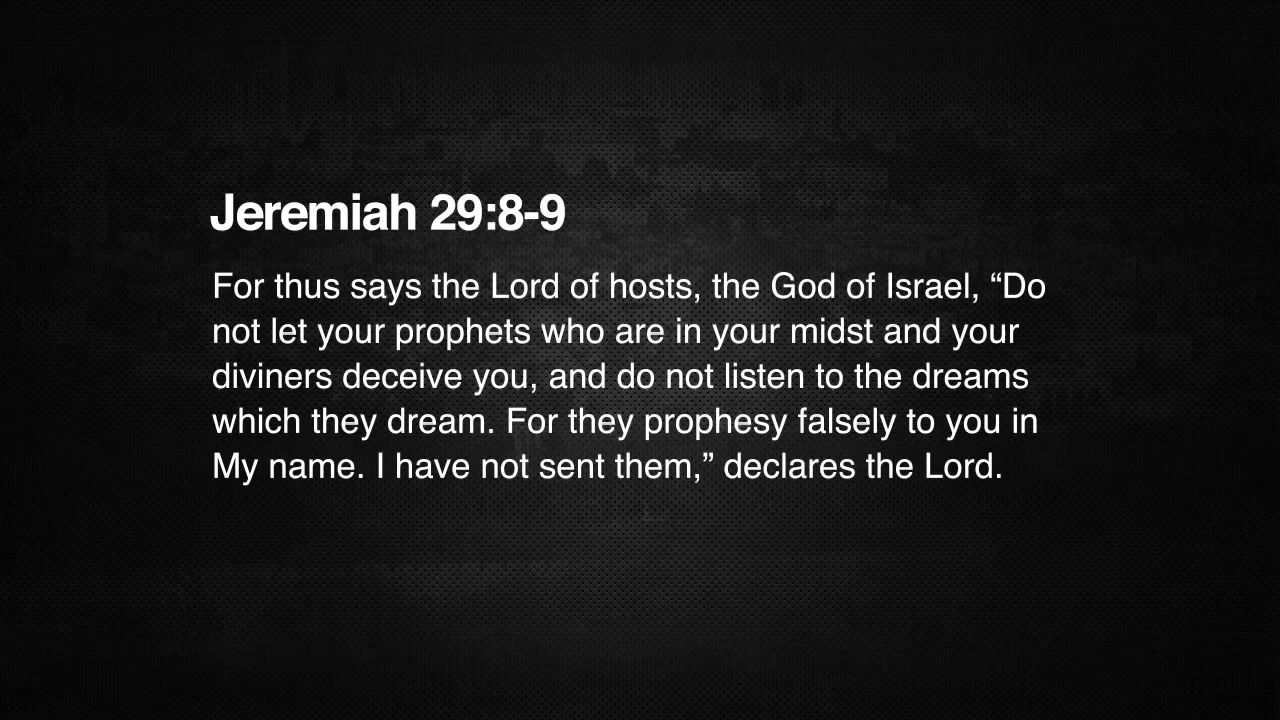 Jeremiah 29:8-9
For thus says the Lord of hosts, the God of Israel, “Do
not let your prophets who are in your midst and your
diviners deceive you, and do not listen to the dreams
which they dream. For they prophesy falsely to you in
My name. I have not sent them,” declares the Lord.